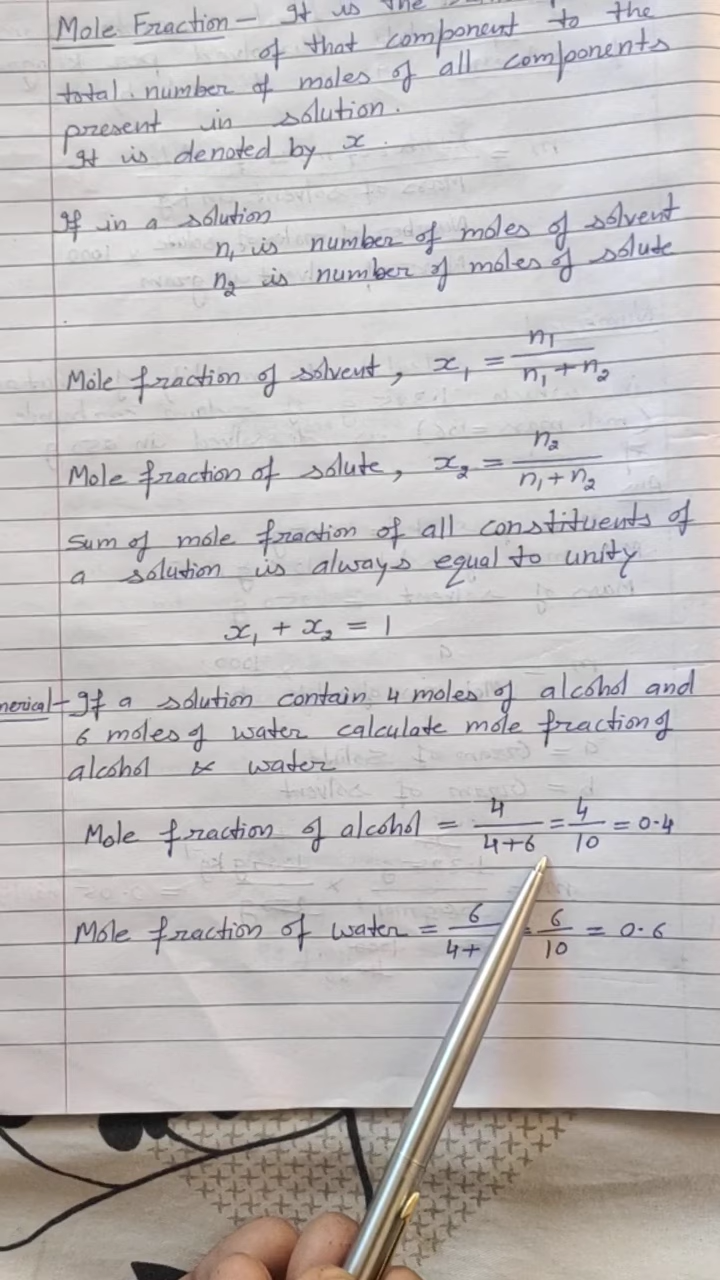 Mole Fraction – It is the
of that component to the
total number of moles of all components
present in solution.
It is denoted by x.
If in a solution
n₁ is number of moles of solvent
n₂ is number of moles of solute
Mole fraction of solvent, x₁ = n₁ / n₁ + n₂
Mole fraction of solute, x₂ = n₂ / n₁ + n₂
Sum of mole fraction of all constituents of
a solution is always equal to unity
x₁ + x₂ = 1
merical – If a solution contain 4 moles of alcohol and
6 moles of water calculate mole fraction of
alcohol & water
Mole fraction of alcohol = 4 / 4+6 = 4 / 10 = 0.4
Mole fraction of water = 6 / 4+ = 6 / 10 = 0.6